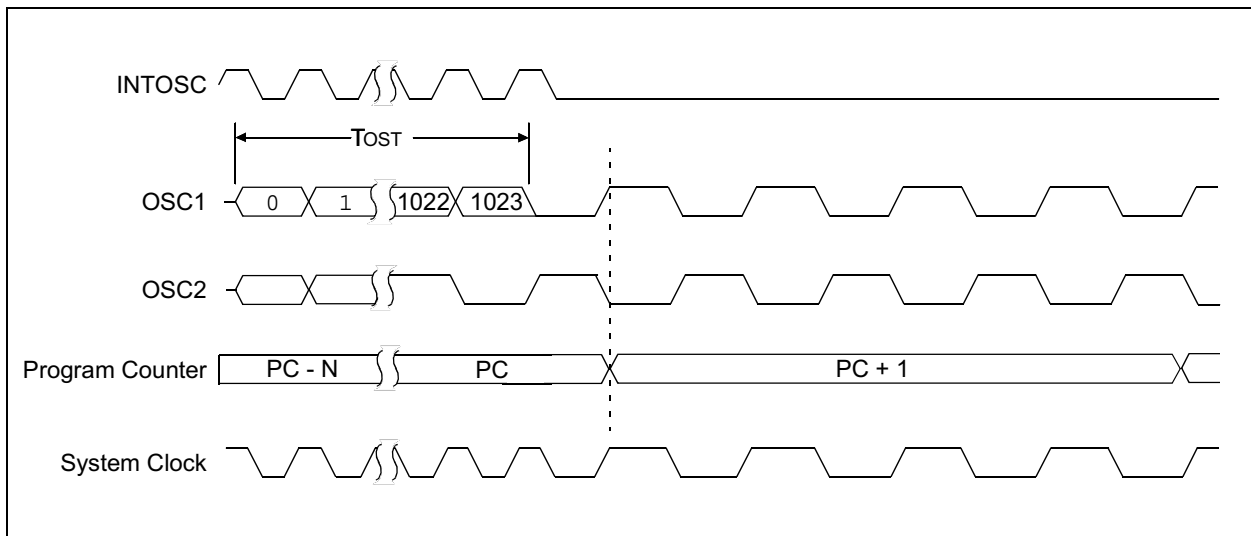 INTOSC
TOST
OSC1
0 1 1022 1023
OSC2
Program Counter
PC - N PC PC + 1
System Clock